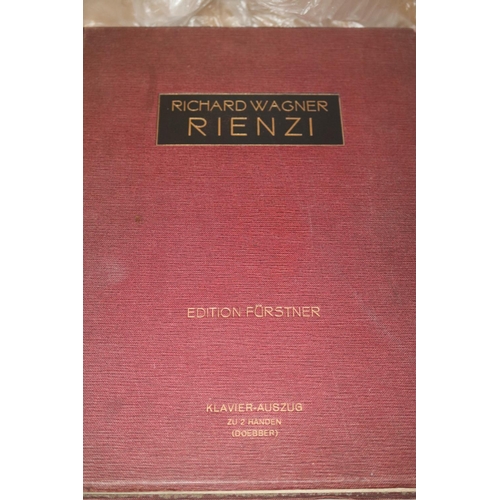 RICHARD WAGNER
RIENZI
EDITION FÜRSTNER
KLAVIER-AUSZUG
ZU 2 HÄNDEN
(DOEBBER)